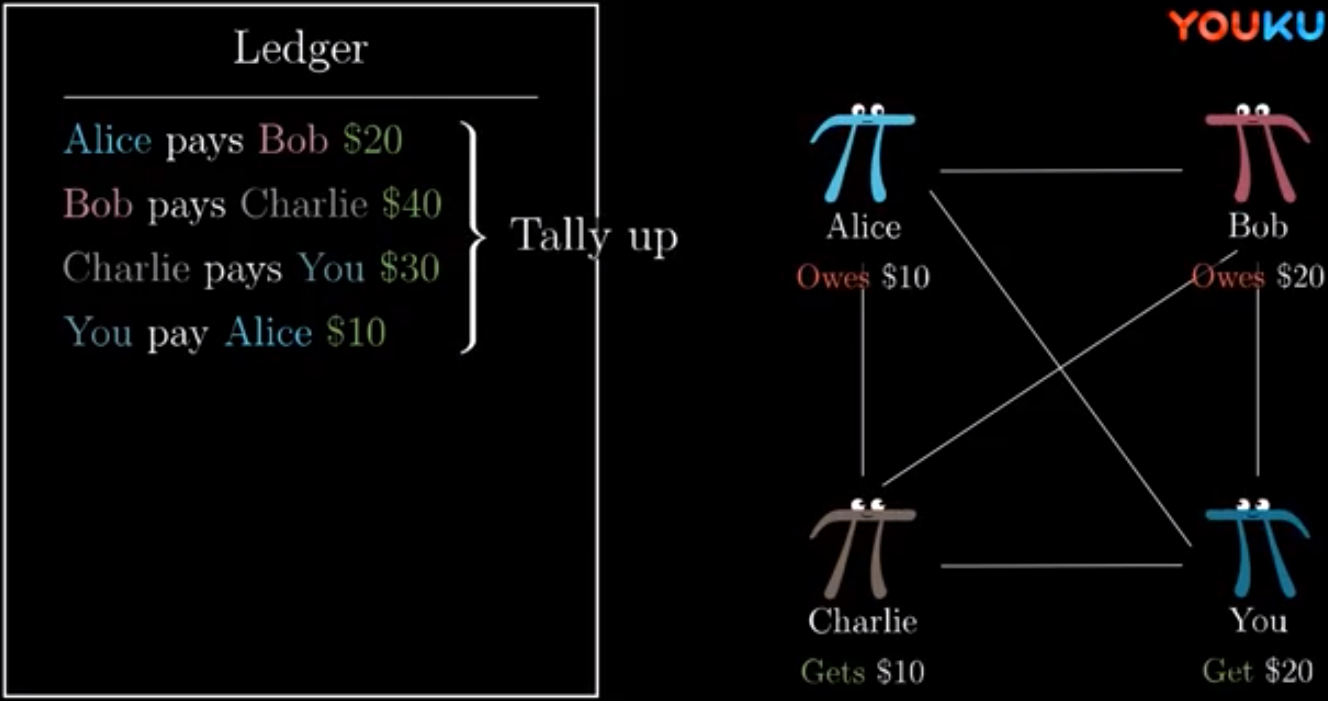 Ledger
Alice pays Bob $20
Bob pays Charlie $40
Charlie pays You $30
You pay Alice $10
Tally up
YOUKU
Alice
Owes $10
Bob
Owes $20
Charlie
Gets $10
You
Get $20